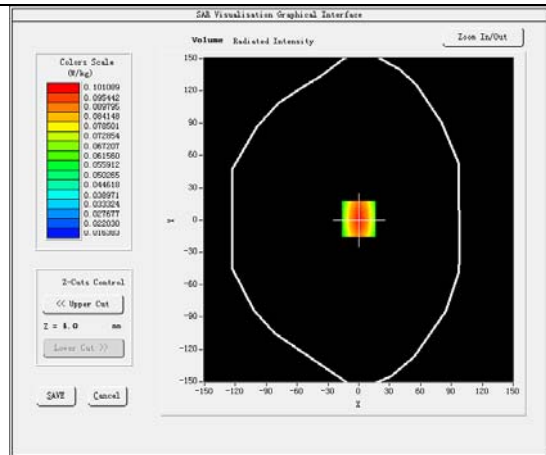 SAR Visualisation Graphical Interface
Volume Radiated Intensity
Zoom In/Out
Colors Scale
(W/kg)
0.101089
0.095442
0.089795
0.084148
0.078501
0.072854
0.067207
0.061560
0.055912
0.050265
0.044618
0.038971
0.033324
0.027677
0.022030
0.016383
150
120
90
60
30
0
-30
-60
-90
-120
-150
Y
-150 -120 -90 -60 -30 0 30 60 90 120 150
X
Z-Cuts Control
<< Upper Cut
Z = 4.0 mm
Lower Cut >>
SAVE
Cancel